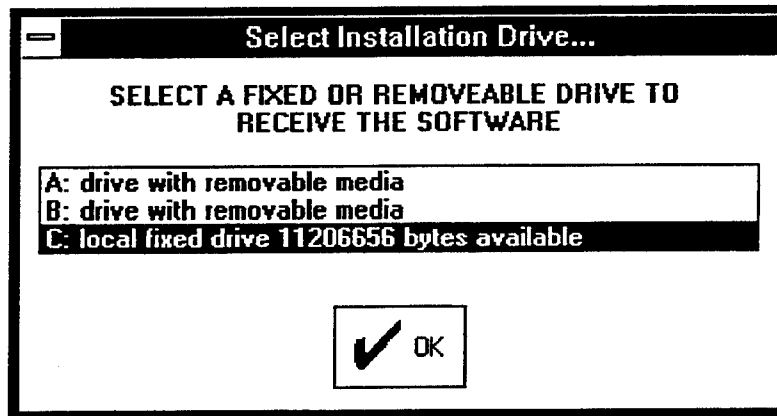 Select Installation Drive...
SELECT A FIXED OR REMOVEABLE DRIVE TO
RECEIVE THE SOFTWARE
A: drive with removable media
B: drive with removable media
C: local fixed drive 11206656 bytes available
OK